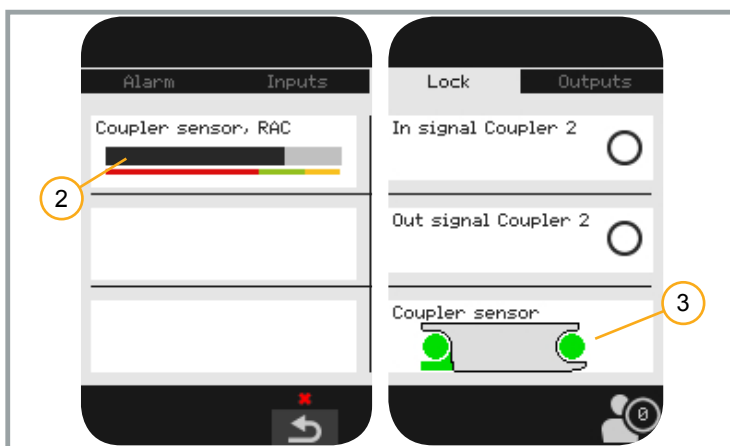 Alarm Inputs
Coupler sensor, RAC
2
Lock Outputs
In signal Coupler 2
Out signal Coupler 2
Coupler sensor
3
0